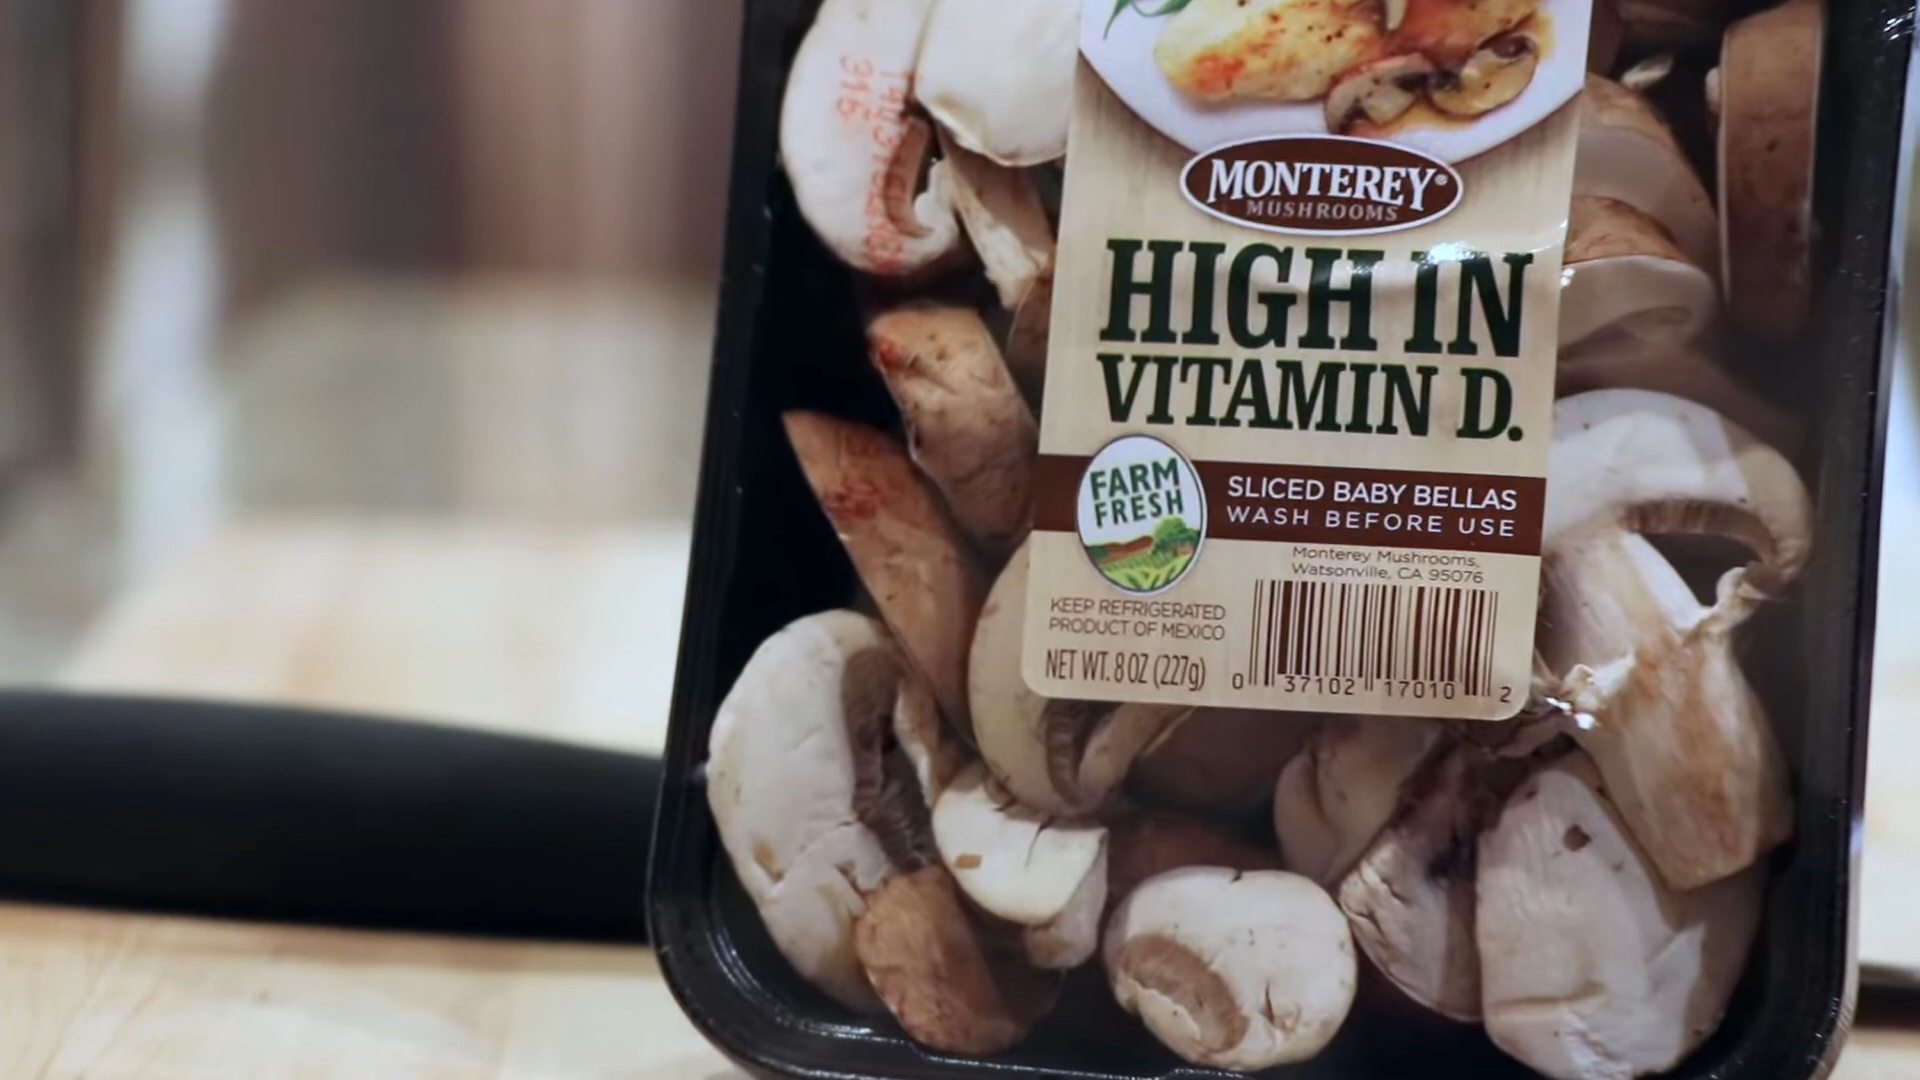 MONTEREY®
MUSHROOMS
HIGH IN
VITAMIN D.
FARM
FRESH
SLICED BABY BELLAS
WASH BEFORE USE
Monterey Mushrooms,
Watsonville, CA 95076
KEEP REFRIGERATED
PRODUCT OF MEXICO
NET WT. 8 OZ (227g)
0 37102 17010 2